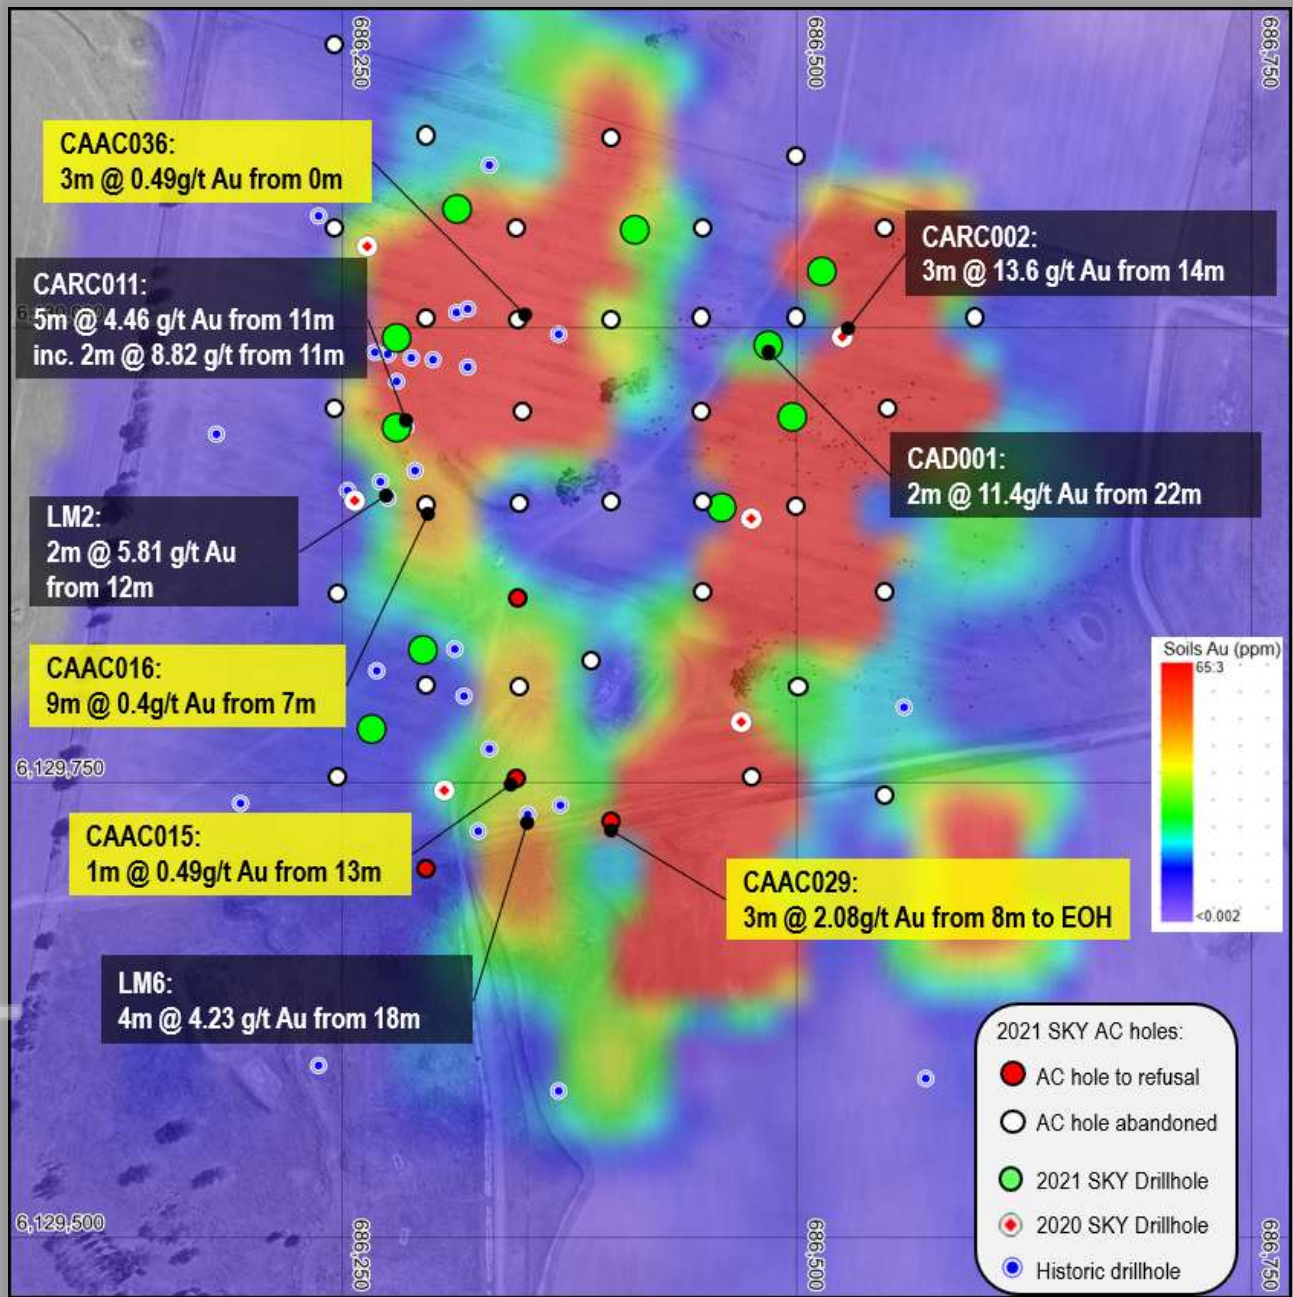 686,250
686,500
686,750
CAAC036:
3m @ 0.49g/t Au from 0m
CARC002:
3m @ 13.6 g/t Au from 14m
CARC011:
5m @ 4.46 g/t Au from 11m
inc. 2m @ 8.82 g/t from 11m
CAD001:
2m @ 11.4g/t Au from 22m
LM2:
2m @ 5.81 g/t Au
from 12m
CAAC016:
9m @ 0.4g/t Au from 7m
Soils Au (ppm)
65.3
<0.002
6,129,750
CAAC015:
1m @ 0.49g/t Au from 13m
CAAC029:
3m @ 2.08g/t Au from 8m to EOH
LM6:
4m @ 4.23 g/t Au from 18m
2021 SKY AC holes:
AC hole to refusal
AC hole abandoned
2021 SKY Drillhole
2020 SKY Drillhole
Historic drillhole
6,129,500
686,250
686,500
686,750